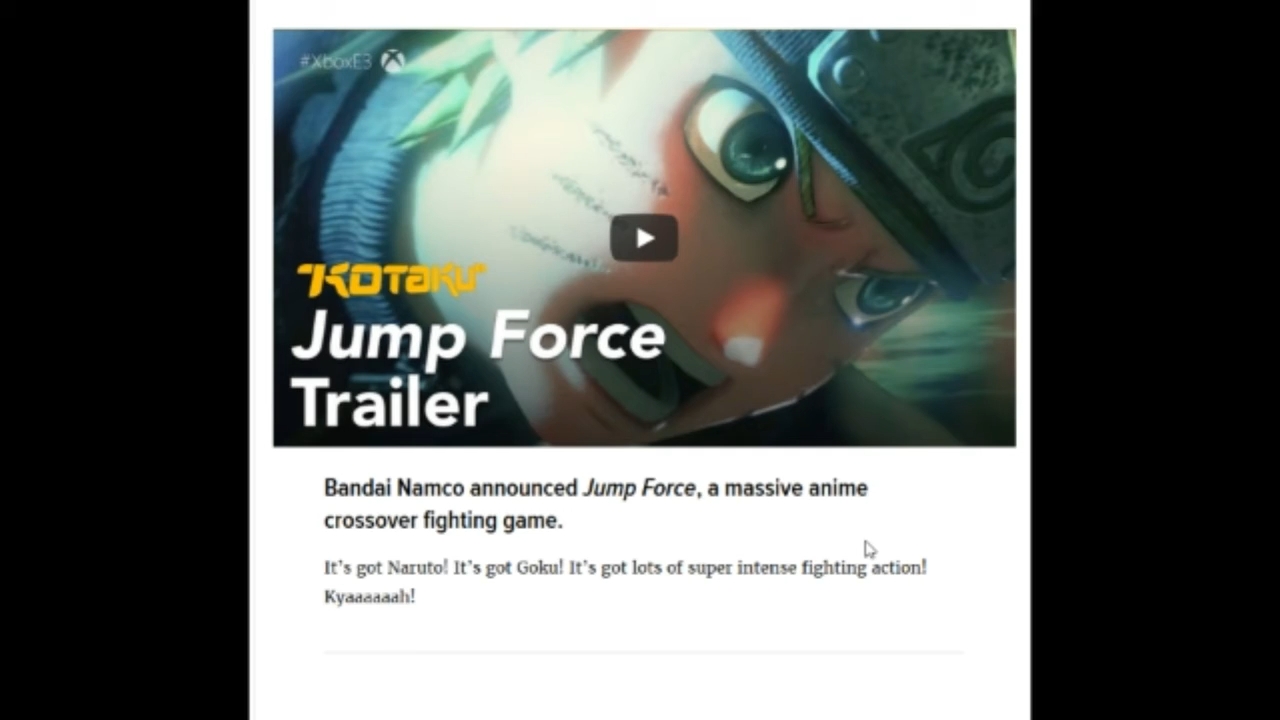 #XboxE3
KOTaKU
Jump Force
Trailer
Bandai Namco announced Jump Force, a massive anime
crossover fighting game.
It's got Naruto! It's got Goku! It's got lots of super intense fighting action!
Kyaaaaaah!